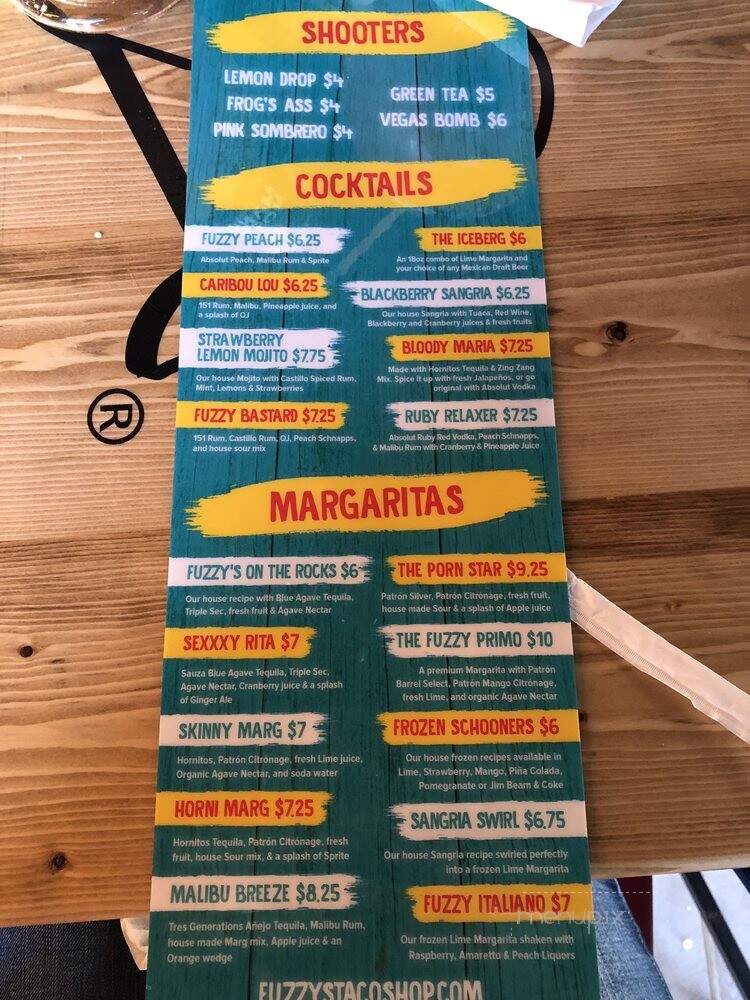 SHOOTERS
LEMON DROP $4
FROG'S ASS $4
PINK SOMBRERO $4
GREEN TEA $5
VEGAS BOMB $6
COCKTAILS
FUZZY PEACH $6.25
Absolut Peach, Malibu Rum & Sprite
CARIBOU LOU $6.25
151 Rum, Malibu, Pineapple juice, and
a splash of OJ
STRAWBERRY
LEMON MOJITO $7.75
Our house Mojito with Castillo Spiced Rum,
Mint, Lemons & Strawberries
FUZZY BASTARD $7.25
151 Rum, Castillo Rum, OJ, Peach Schnapps,
and house sour mix
THE ICEBERG $6
An 18oz combo of Lime Margarita and
your choice of any Mexican Draft Beer
BLACKBERRY SANGRIA $6.25
Our house Sangria with Tuaca, Red Wine,
Blackberry and Cranberry juices & fresh fruits
BLOODY MARIA $7.25
Made with Hornitos Tequila & Zing Zang
Mix. Spice it up with fresh Jalapeños, or go
original with Absolut Vodka
RUBY RELAXER $7.25
Absolut Ruby Red Vodka, Peach Schnapps,
& Malibu Rum with Cranberry & Pineapple Juice
®
MARGARITAS
FUZZY'S ON THE ROCKS $6
Our house recipe with Blue Agave Tequila,
Triple Sec, fresh fruit & Agave Nectar
SEXXXY RITA $7
Sauza Blue Agave Tequila, Triple Sec,
Agave Nectar, Cranberry juice & a splash
of Ginger Ale
SKINNY MARG $7
Hornitos, Patrón Citrónage, fresh Lime juice,
Organic Agave Nectar, and soda water
HORNI MARG $7.25
Hornitos Tequila, Patrón Citrónage, fresh
fruit, house Sour mix, & a splash of Sprite
MALIBU BREEZE $8.25
Tres Generations Añejo Tequila, Malibu Rum,
house made Marg mix, Apple juice & an
Orange wedge
THE PORN STAR $9.25
Patrón Silver, Patrón Citrónage, fresh fruit,
house made Sour & a splash of Apple juice
THE FUZZY PRIMO $10
A premium Margarita with Patrón
Barrel Select, Patrón Mango Citrónage,
fresh Lime, and organic Agave Nectar
FROZEN SCHOONERS $6
Our house frozen recipes available in
Lime, Strawberry, Mango, Piña Colada,
Pomegranate or Jim Beam & Coke
SANGRIA SWIRL $6.75
Our house Sangria recipe swirled perfectly
into a frozen Lime Margarita
FUZZY ITALIANO $7
Our frozen Lime Margarita shaken with
Raspberry, Amaretto & Peach Liquors
menupix
FUZZYSTACOSHOP.COM